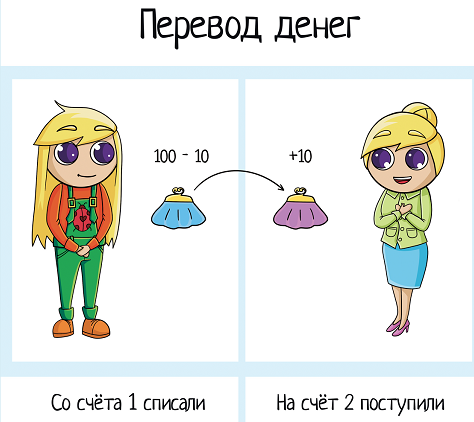 Перевод денег
100 - 10
+10
Со счёта 1 списали
На счёт 2 поступили